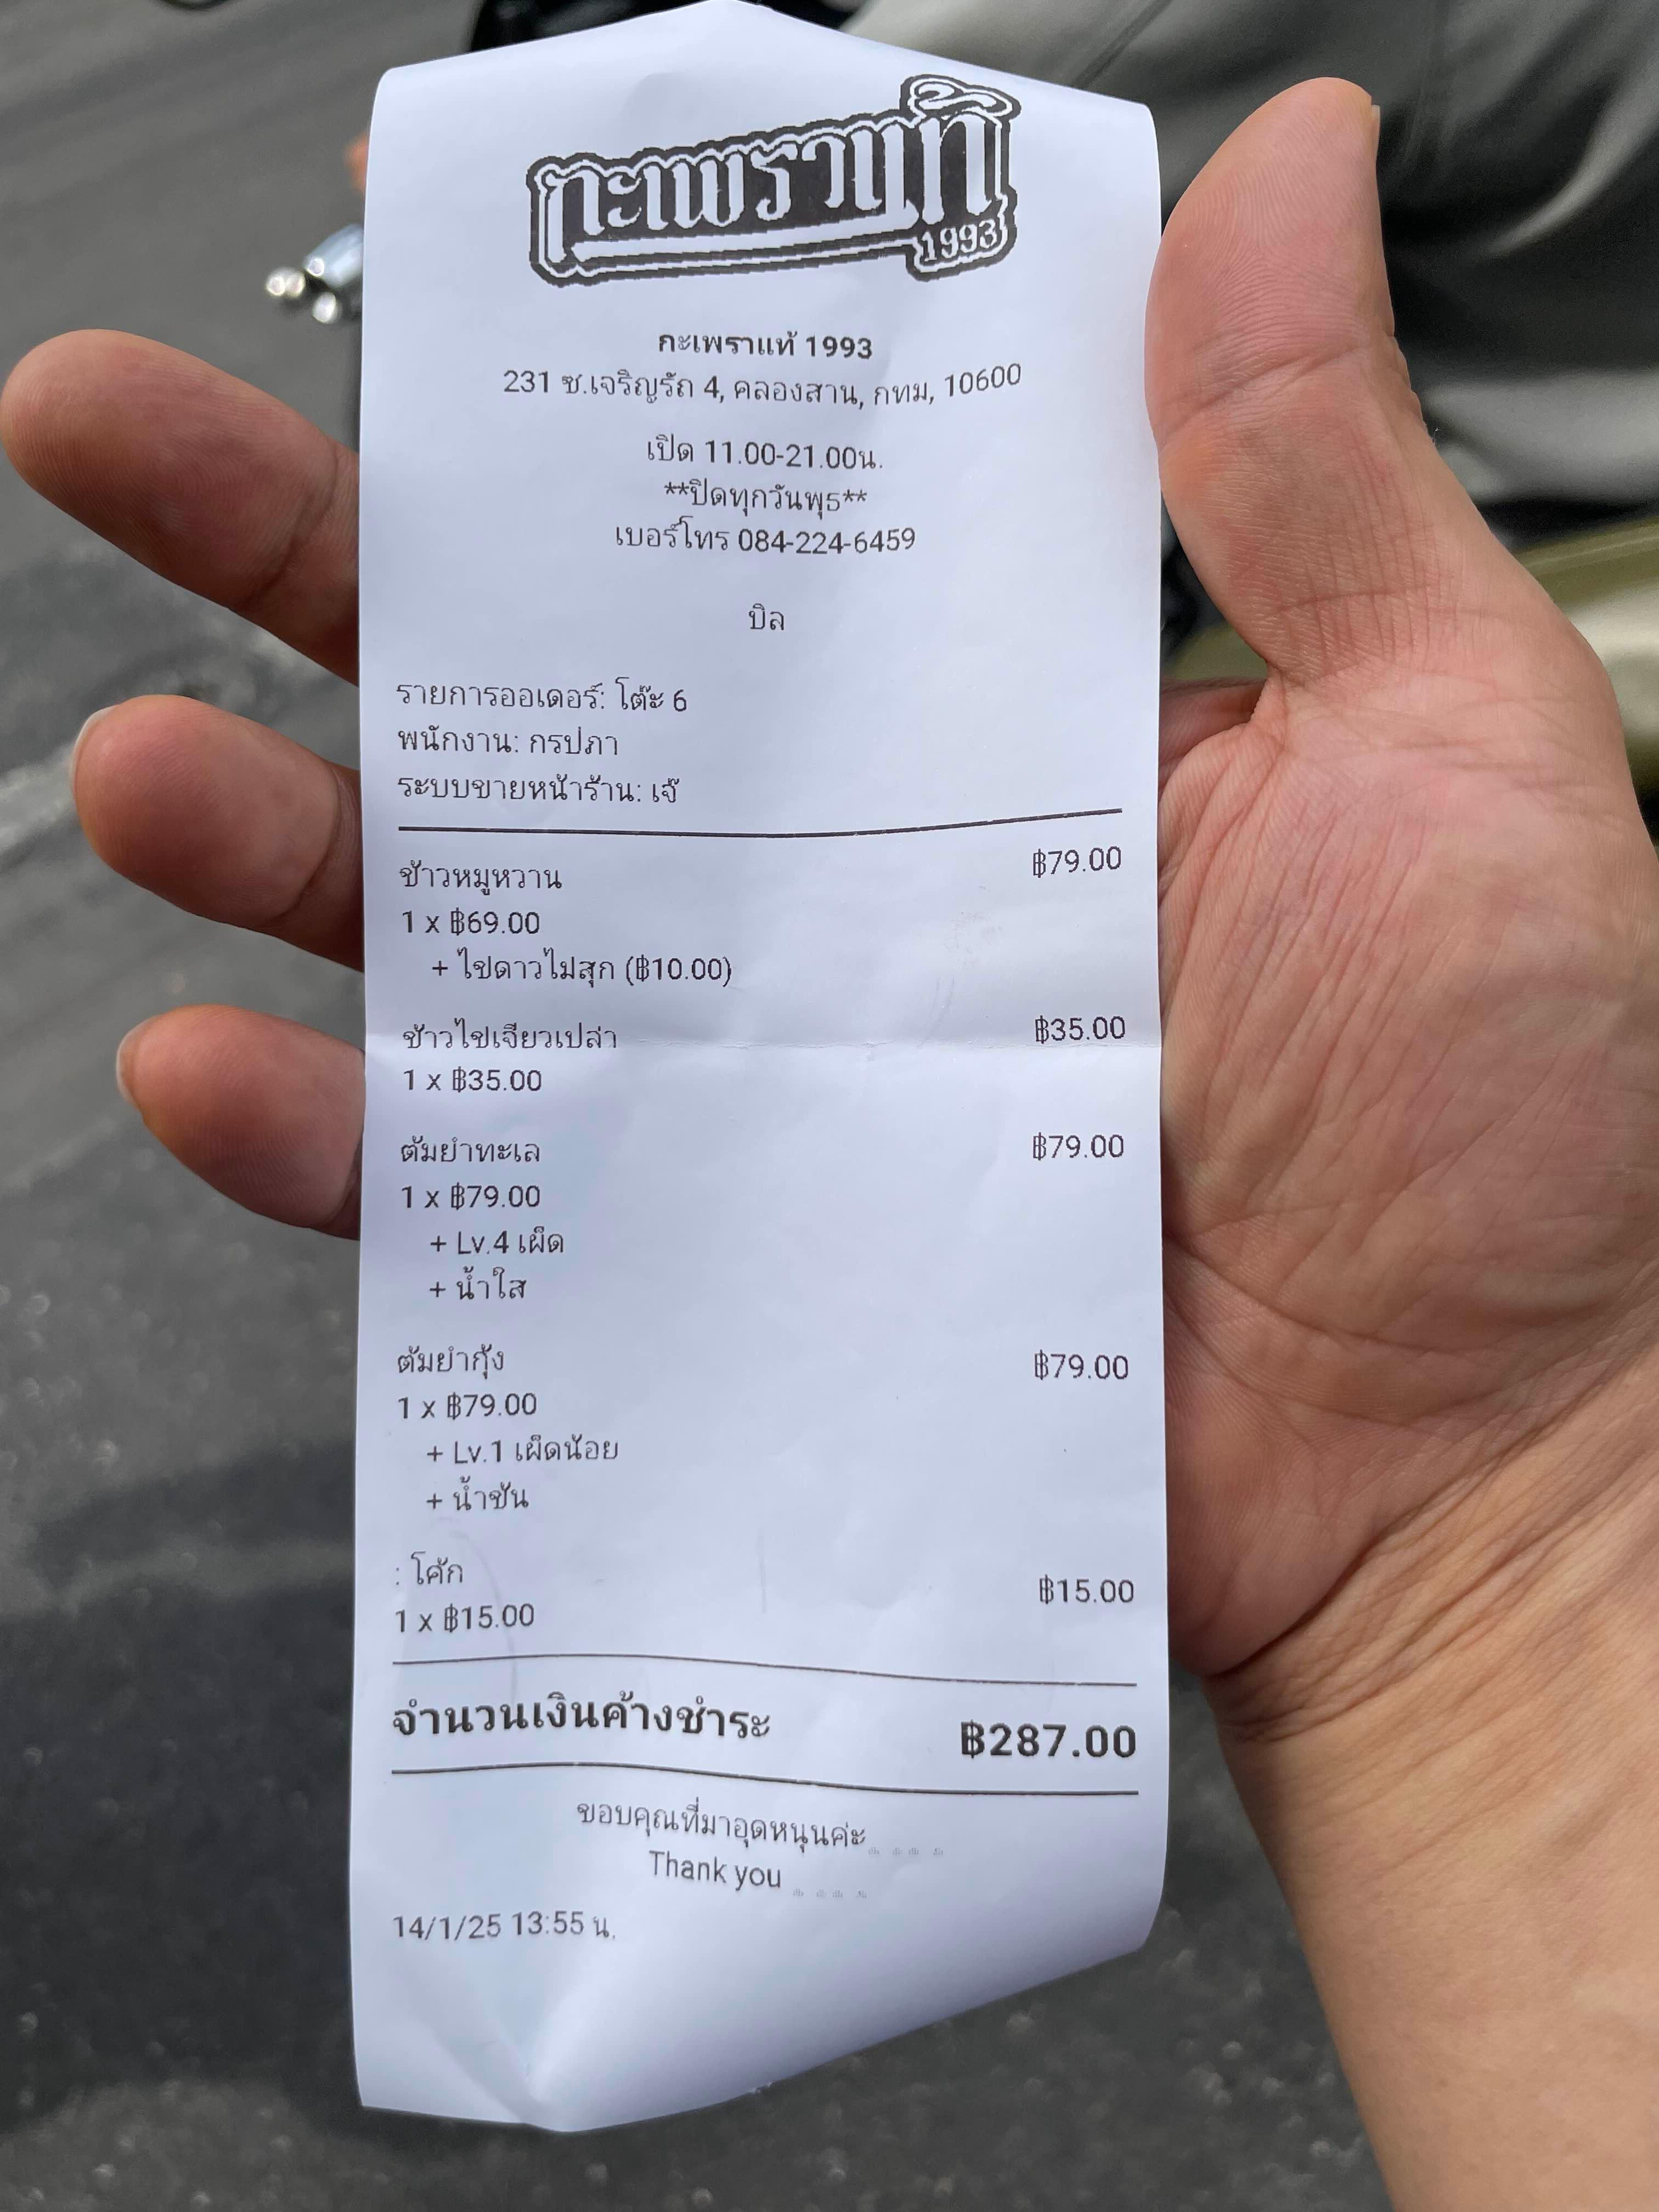 กะเพราแท้
1993
กะเพราแท้ 1993
231 ซ.เจริญรัถ 4, คลองสาน, กทม, 10600
เปิด 11.00-21.00น.
**ปิดทุกวันพุธ**
เบอร์โทร 084-224-6459
บิล
รายการออเดอร์: โต๊ะ 6
พนักงาน: กรปภา
ระบบขายหน้าร้าน: เจ๊
ข้าวหมูหวาน ฿79.00
1 x ฿69.00
+ ไข่ดาวไม่สุก (฿10.00)
ข้าวไข่เจียวเปล่า ฿35.00
1 x ฿35.00
ต้มยำทะเล ฿79.00
1 x ฿79.00
+ Lv.4 เผ็ด
+ น้ำใส
ต้มยำกุ้ง ฿79.00
1 x ฿79.00
+ Lv.1 เผ็ดน้อย
+ น้ำข้น
: โค้ก ฿15.00
1 x ฿15.00
จำนวนเงินค้างชำระ ฿287.00
ขอบคุณที่มาอุดหนุนค่ะ
Thank you
14/1/25 13:55 น.